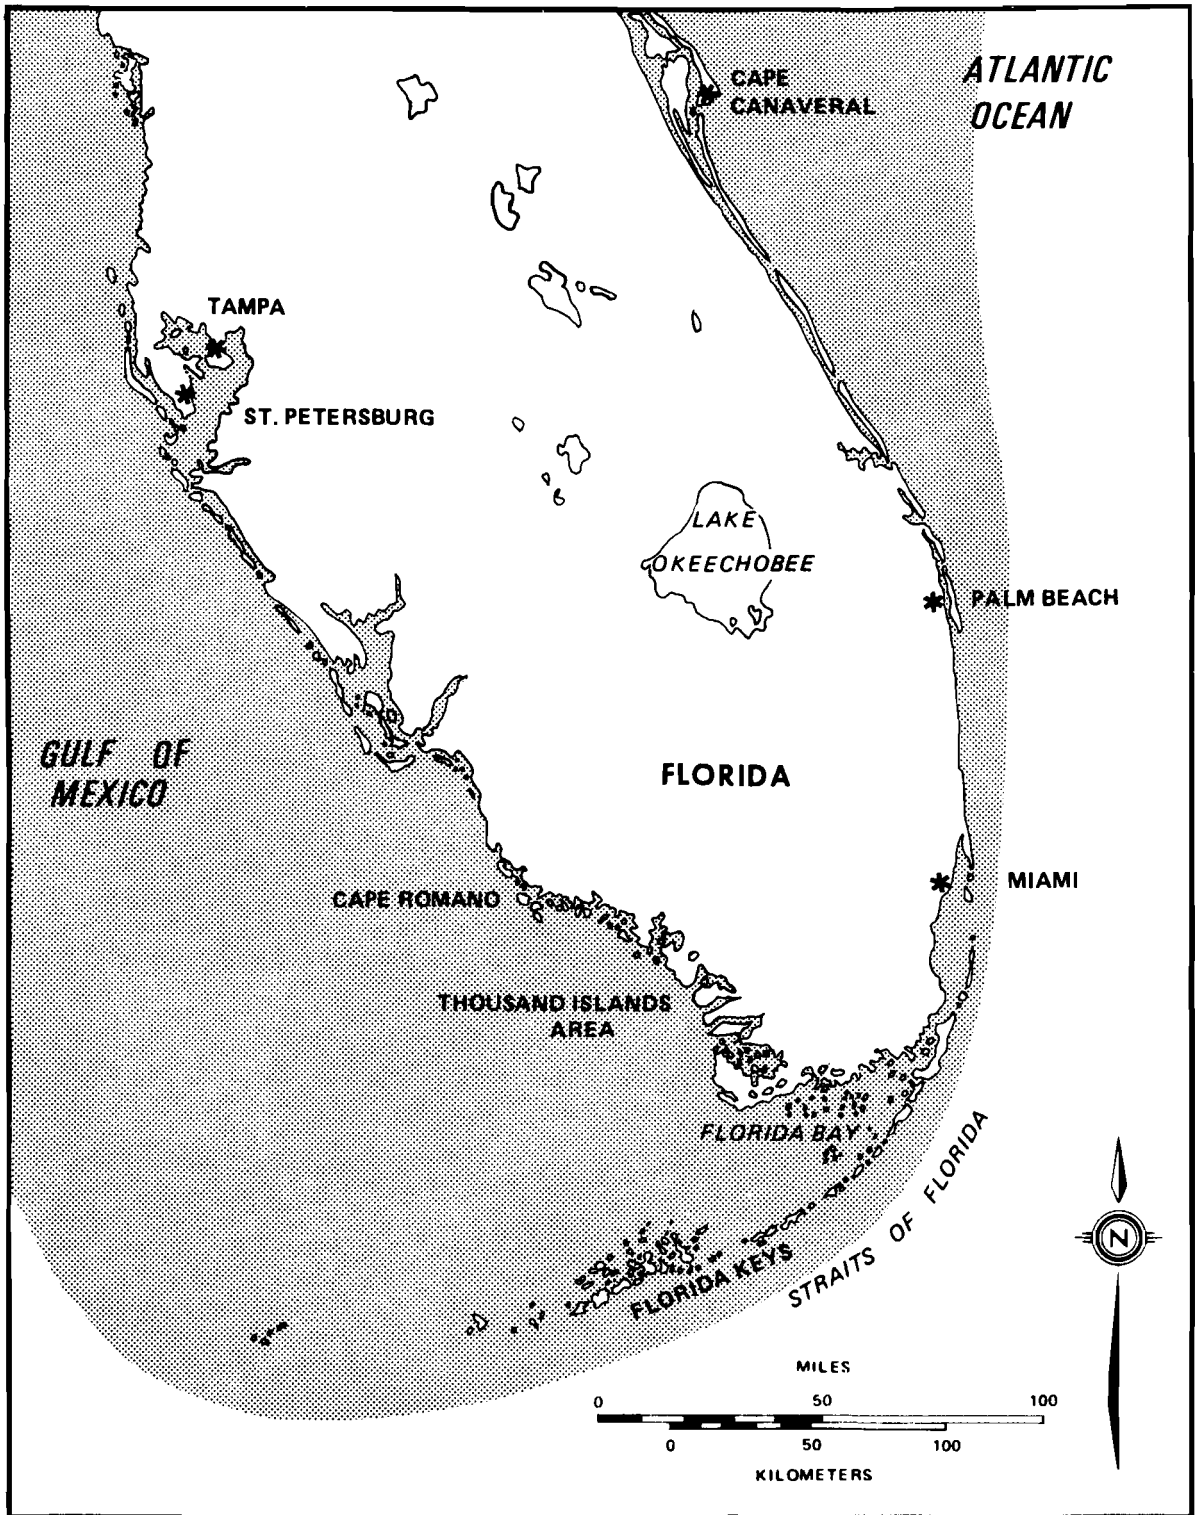 ATLANTIC
OCEAN
CAPE
CANAVERAL
TAMPA
ST. PETERSBURG
LAKE
OKEECHOBEE
PALM BEACH
GULF OF
MEXICO
FLORIDA
MIAMI
CAPE ROMANO
THOUSAND ISLANDS
AREA
FLORIDA BAY
STRAITS OF FLORIDA
FLORIDA KEYS
N
MILES
0 50 100
0 50 100
KILOMETERS